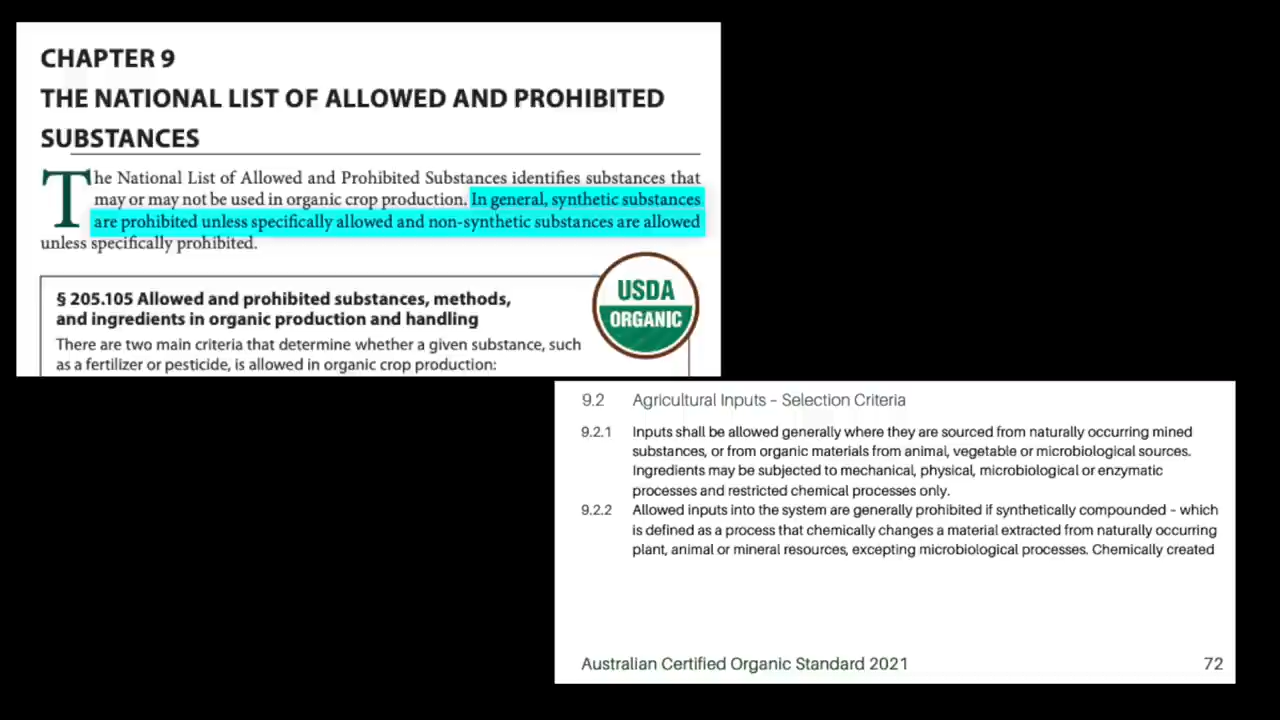 CHAPTER 9
THE NATIONAL LIST OF ALLOWED AND PROHIBITED
SUBSTANCES
The National List of Allowed and Prohibited Substances identifies substances that
may or may not be used in organic crop production. In general, synthetic substances
are prohibited unless specifically allowed and non-synthetic substances are allowed
unless specifically prohibited.
§ 205.105 Allowed and prohibited substances, methods,
and ingredients in organic production and handling
There are two main criteria that determine whether a given substance, such
as a fertilizer or pesticide, is allowed in organic crop production:
USDA
ORGANIC
9.2 Agricultural Inputs – Selection Criteria
9.2.1 Inputs shall be allowed generally where they are sourced from naturally occurring mined
substances, or from organic materials from animal, vegetable or microbiological sources.
Ingredients may be subjected to mechanical, physical, microbiological or enzymatic
processes and restricted chemical processes only.
9.2.2 Allowed inputs into the system are generally prohibited if synthetically compounded – which
is defined as a process that chemically changes a material extracted from naturally occurring
plant, animal or mineral resources, excepting microbiological processes. Chemically created
Australian Certified Organic Standard 2021 72